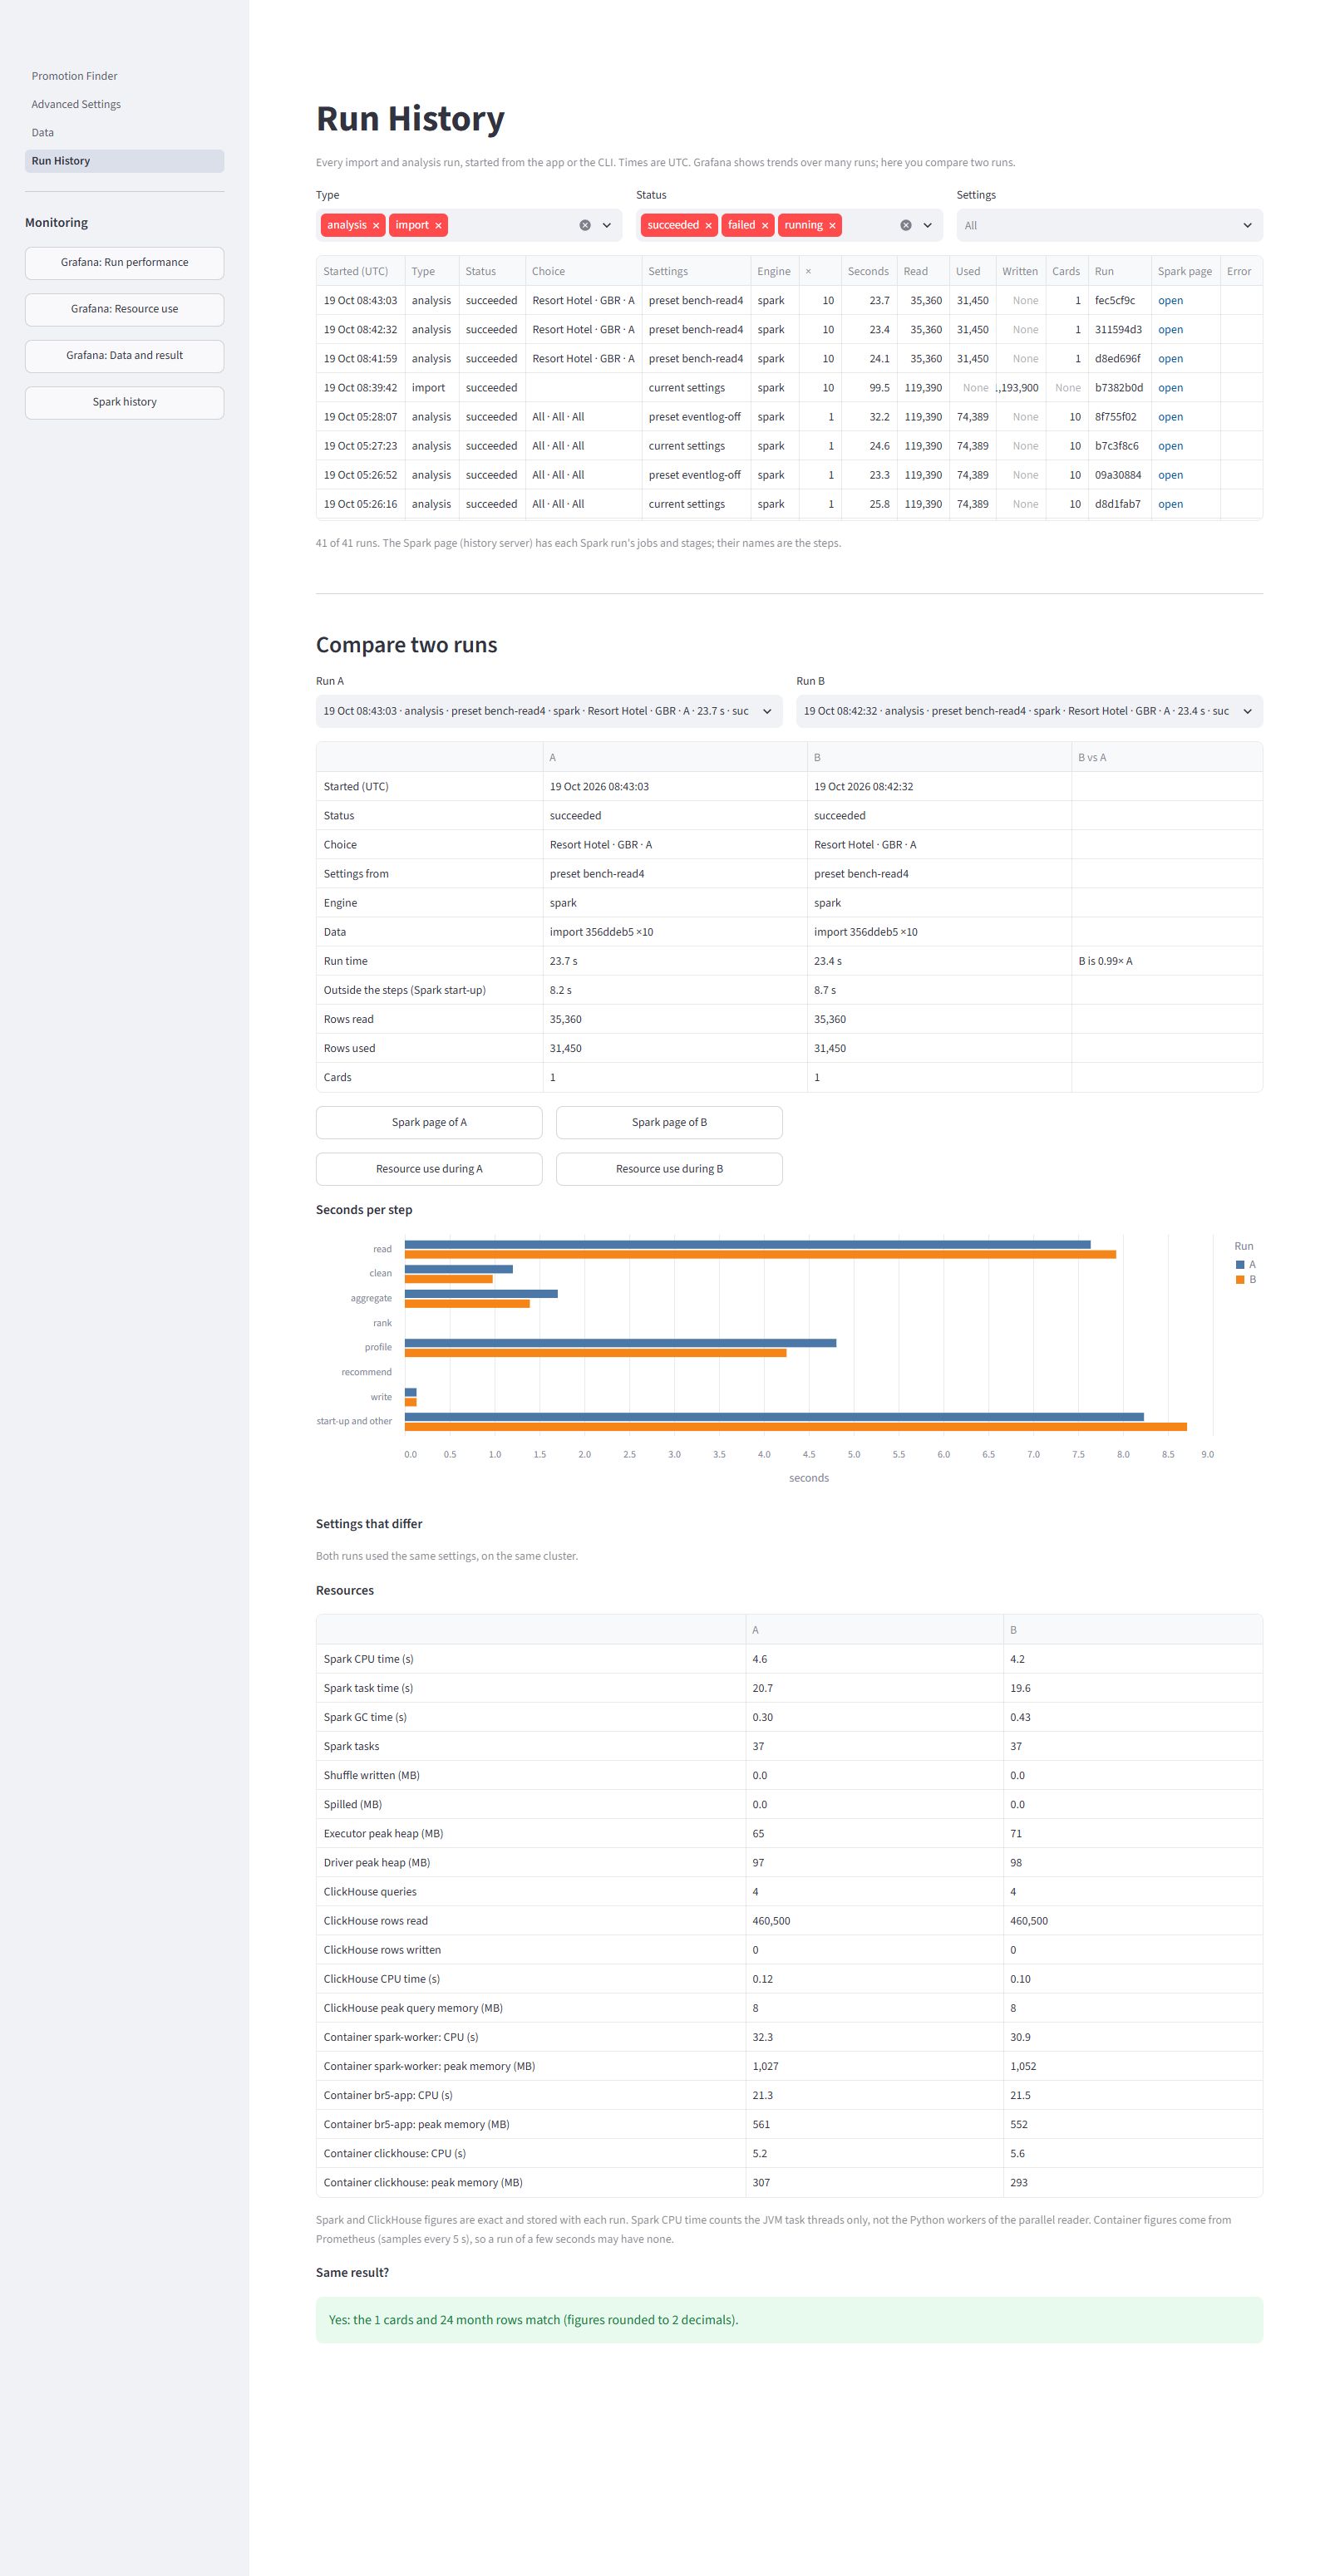 Promotion Finder
Advanced Settings
Data
Run History
Monitoring
Grafana: Run performance
Grafana: Resource use
Grafana: Data and result
Spark history
Run History
Every import and analysis run, started from the app or the CLI. Times are UTC. Grafana shows trends over many runs; here you compare two runs.
Type Status Settings
analysis × import × succeeded × failed × running × All
Started (UTC) Type Status Choice Settings Engine × Seconds Read Used Written Cards Run Spark page Error
19 Oct 08:43:03 analysis succeeded Resort Hotel · GBR · A preset bench-read4 spark 10 23.7 35,360 31,450 None 1 fec5cf9c open
19 Oct 08:42:32 analysis succeeded Resort Hotel · GBR · A preset bench-read4 spark 10 23.4 35,360 31,450 None 1 311594d3 open
19 Oct 08:41:59 analysis succeeded Resort Hotel · GBR · A preset bench-read4 spark 10 24.1 35,360 31,450 None 1 d8ed696f open
19 Oct 08:39:42 import succeeded current settings spark 10 99.5 119,390 None ,193,900 None b7382b0d open
19 Oct 05:28:07 analysis succeeded All · All · All preset eventlog-off spark 1 32.2 119,390 74,389 None 10 8f755f02 open
19 Oct 05:27:23 analysis succeeded All · All · All current settings spark 1 24.6 119,390 74,389 None 10 b7c3f8c6 open
19 Oct 05:26:52 analysis succeeded All · All · All preset eventlog-off spark 1 23.3 119,390 74,389 None 10 09a30884 open
19 Oct 05:26:16 analysis succeeded All · All · All current settings spark 1 25.8 119,390 74,389 None 10 d8d1fab7 open
41 of 41 runs. The Spark page (history server) has each Spark run's jobs and stages; their names are the steps.
Compare two runs
Run A Run B
19 Oct 08:43:03 · analysis · preset bench-read4 · spark · Resort Hotel · GBR · A · 23.7 s · suc 19 Oct 08:42:32 · analysis · preset bench-read4 · spark · Resort Hotel · GBR · A · 23.4 s · suc
A B B vs A
Started (UTC) 19 Oct 2026 08:43:03 19 Oct 2026 08:42:32
Status succeeded succeeded
Choice Resort Hotel · GBR · A Resort Hotel · GBR · A
Settings from preset bench-read4 preset bench-read4
Engine spark spark
Data import 356ddeb5 ×10 import 356ddeb5 ×10
Run time 23.7 s 23.4 s B is 0.99× A
Outside the steps (Spark start-up) 8.2 s 8.7 s
Rows read 35,360 35,360
Rows used 31,450 31,450
Cards 1 1
Spark page of A Spark page of B
Resource use during A Resource use during B
Seconds per step
read
clean
aggregate
rank
profile
recommend
write
start-up and other
0.0 0.5 1.0 1.5 2.0 2.5 3.0 3.5 4.0 4.5 5.0 5.5 6.0 6.5 7.0 7.5 8.0 8.5 9.0
seconds
Run
A
B
Settings that differ
Both runs used the same settings, on the same cluster.
Resources
A B
Spark CPU time (s) 4.6 4.2
Spark task time (s) 20.7 19.6
Spark GC time (s) 0.30 0.43
Spark tasks 37 37
Shuffle written (MB) 0.0 0.0
Spilled (MB) 0.0 0.0
Executor peak heap (MB) 65 71
Driver peak heap (MB) 97 98
ClickHouse queries 4 4
ClickHouse rows read 460,500 460,500
ClickHouse rows written 0 0
ClickHouse CPU time (s) 0.12 0.10
ClickHouse peak query memory (MB) 8 8
Container spark-worker: CPU (s) 32.3 30.9
Container spark-worker: peak memory (MB) 1,027 1,052
Container br5-app: CPU (s) 21.3 21.5
Container br5-app: peak memory (MB) 561 552
Container clickhouse: CPU (s) 5.2 5.6
Container clickhouse: peak memory (MB) 307 293
Spark and ClickHouse figures are exact and stored with each run. Spark CPU time counts the JVM task threads only, not the Python workers of the parallel reader. Container figures come from
Prometheus (samples every 5 s), so a run of a few seconds may have none.
Same result?
Yes: the 1 cards and 24 month rows match (figures rounded to 2 decimals).